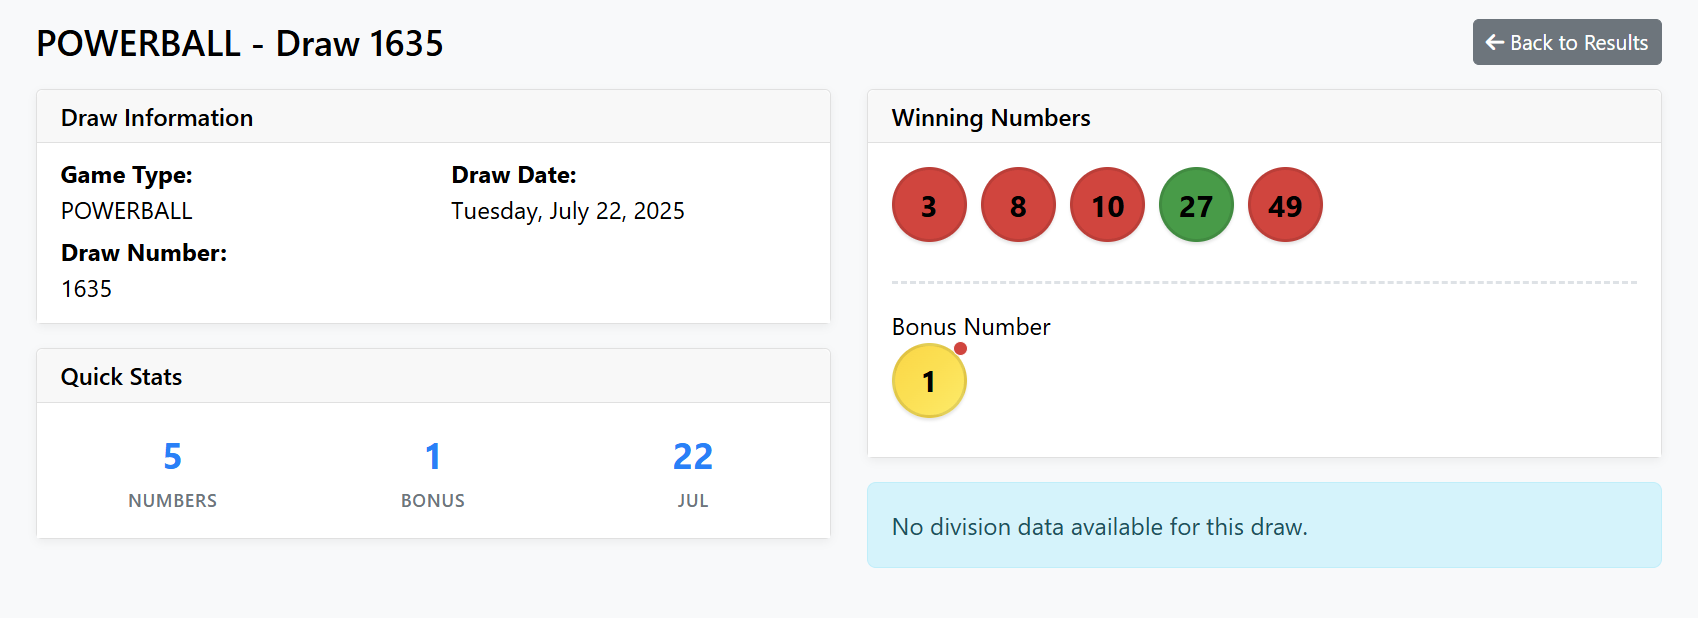 POWERBALL - Draw 1635
Back to Results
Draw Information
Game Type:
POWERBALL
Draw Date:
Tuesday, July 22, 2025
Draw Number:
1635
Quick Stats
5
NUMBERS
1
BONUS
22
JUL
Winning Numbers
3 8 10 27 49
Bonus Number
1
No division data available for this draw.